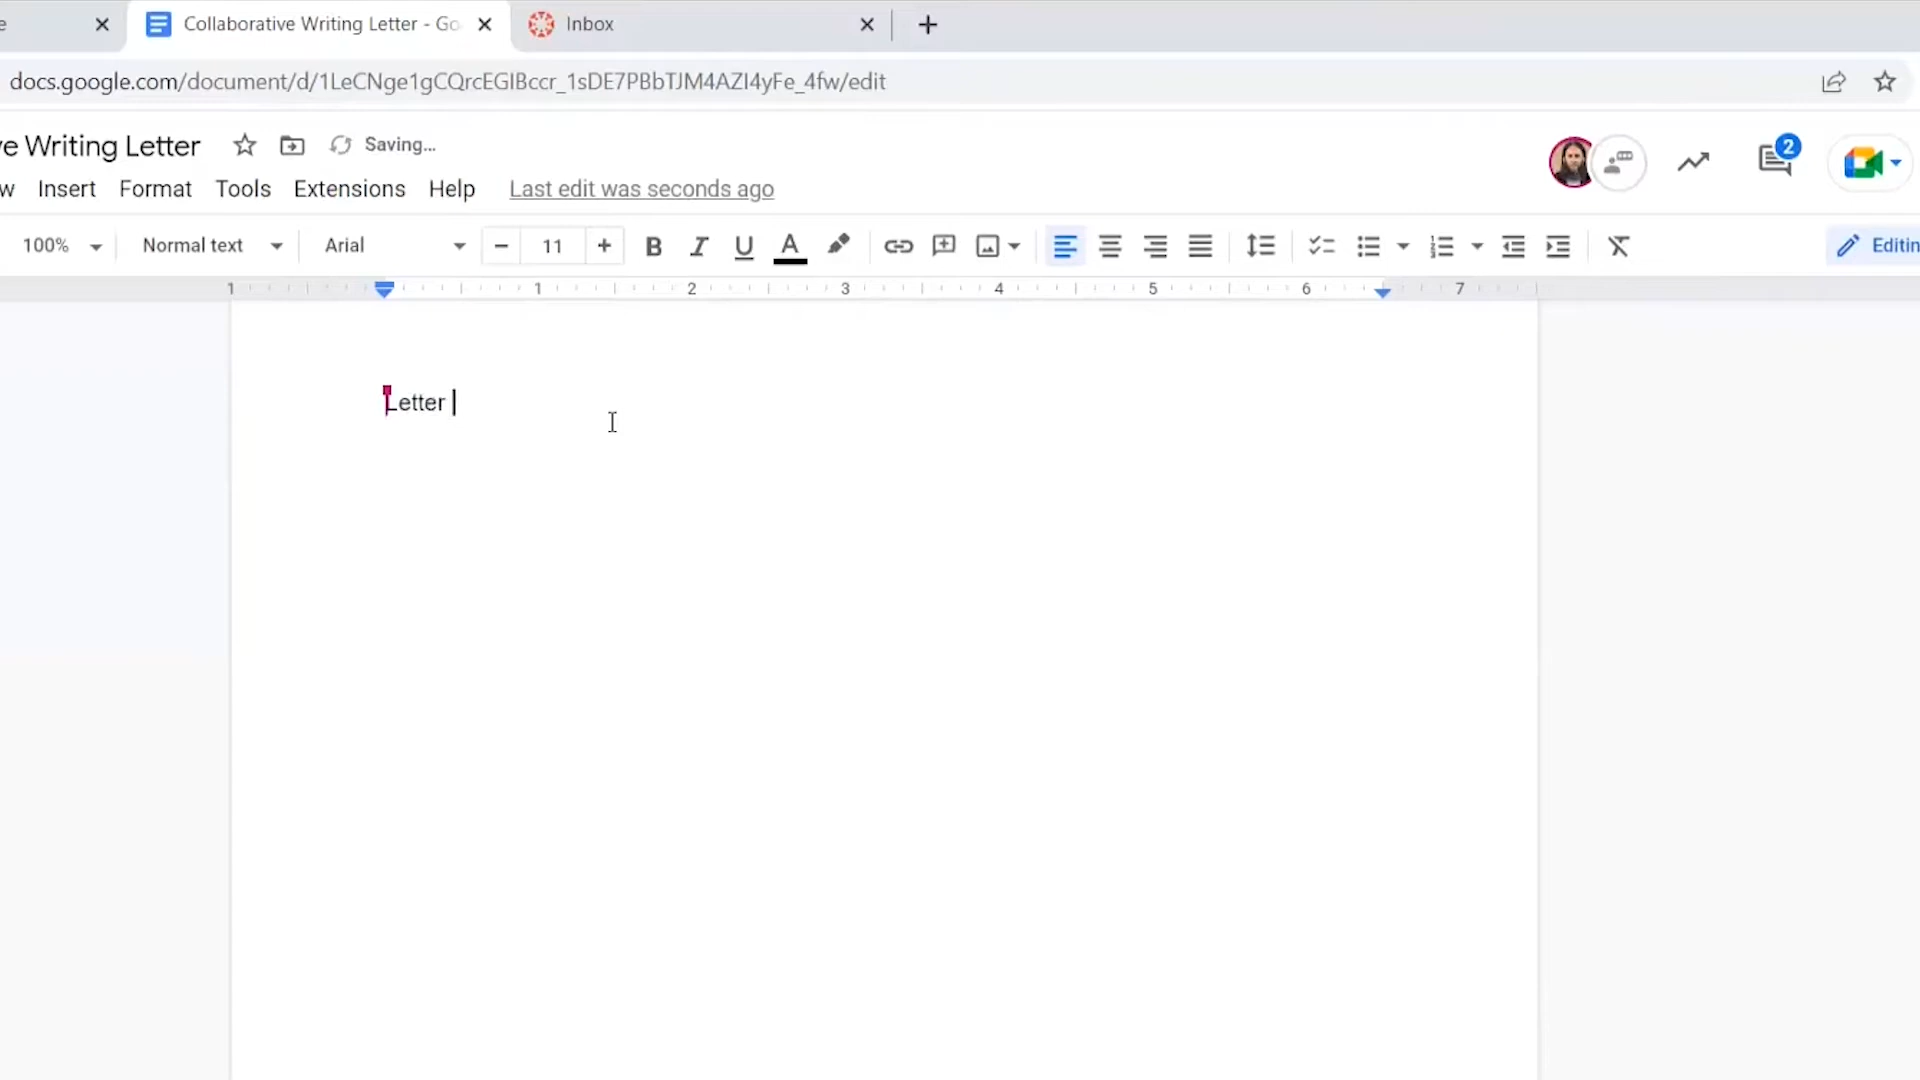 e
Collaborative Writing Letter - Go
Inbox
docs.google.com/document/d/1LeCNge1gCQrcEGIBccr_1sDE7PBbTJM4AZI4yFe_4fw/edit
ve Writing Letter
Saving...
2
w Insert Format Tools Extensions Help Last edit was seconds ago
100% Normal text Arial 11 B I U A Editin
1 1 2 3 4 5 6 7
Letter